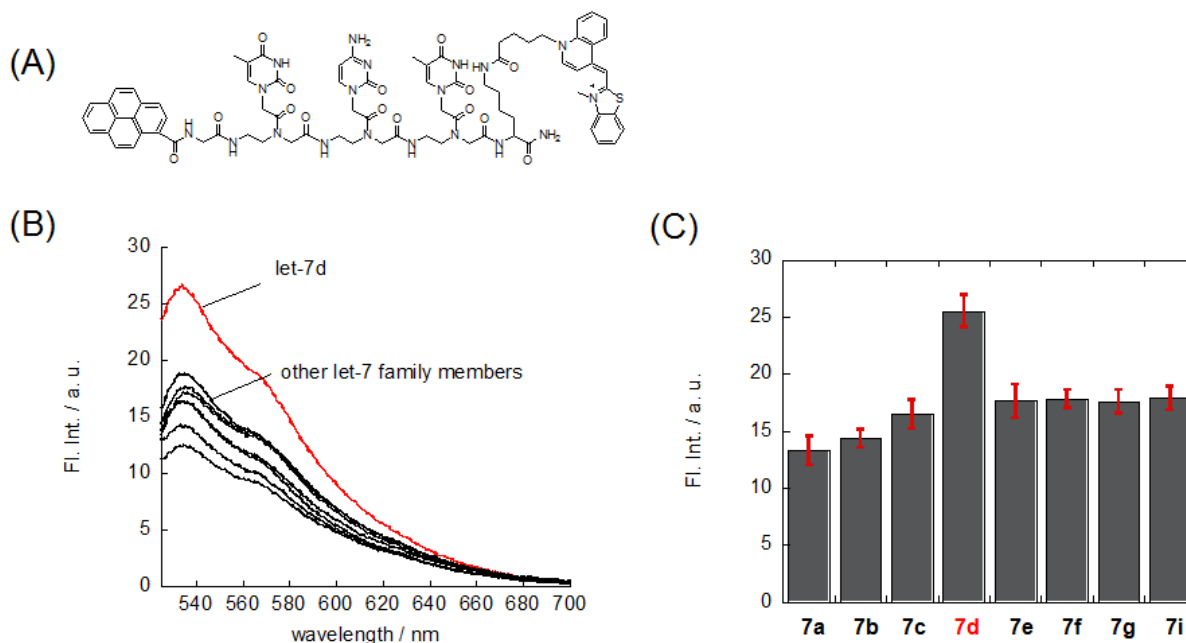 (A)
O
NH
N
O
NH₂
N
N
O
O
NH
N
O
O
HN
N
N
+
S
O
O
O
H
N
O
O
N
H
N
O
N
H
N
O
N
H
N
O
N
H
O
NH₂
(B)
30
25
20
15
10
5
0
Fl. Int. / a. u.
let-7d
other let-7 family members
540 560 580 600 620 640 660 680 700
wavelength / nm
(C)
30
25
20
15
10
5
0
Fl. Int. / a. u.
7a 7b 7c 7d 7e 7f 7g 7i